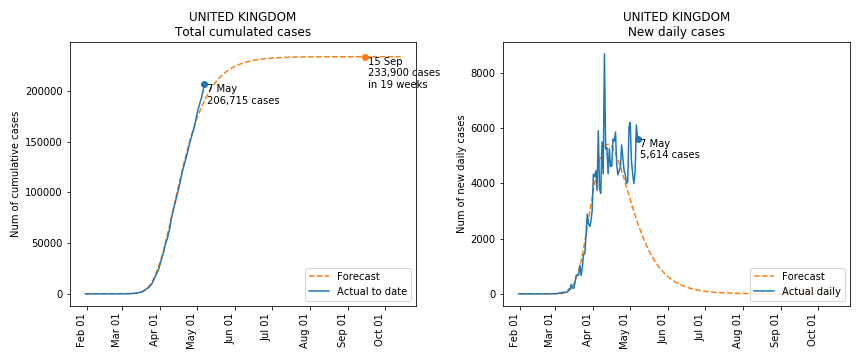 UNITED KINGDOM
Total cumulated cases
Num of cumulative cases
200000
150000
100000
50000
0
15 Sep
233,900 cases
in 19 weeks
7 May
206,715 cases
Forecast
Actual to date
Feb 01
Mar 01
Apr 01
May 01
Jun 01
Jul 01
Aug 01
Sep 01
Oct 01
UNITED KINGDOM
New daily cases
Num of new daily cases
8000
6000
4000
2000
0
7 May
5,614 cases
Forecast
Actual daily
Feb 01
Mar 01
Apr 01
May 01
Jun 01
Jul 01
Aug 01
Sep 01
Oct 01